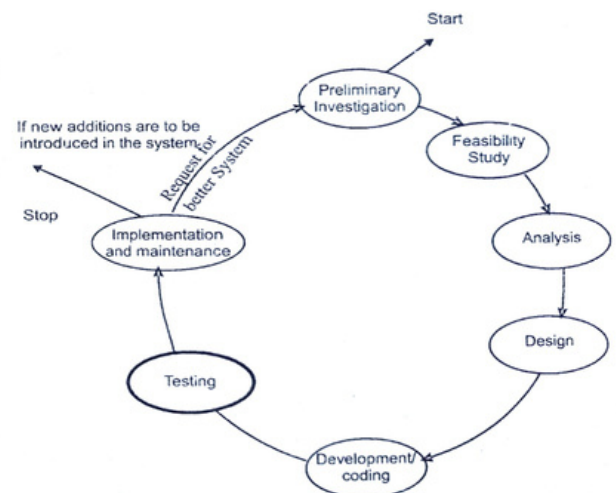 Start
Preliminary
Investigation
Feasibility
Study
Analysis
Design
Development/
coding
Testing
Implementation
and maintenance
Request for
better System
If new additions are to be
introduced in the system
Stop